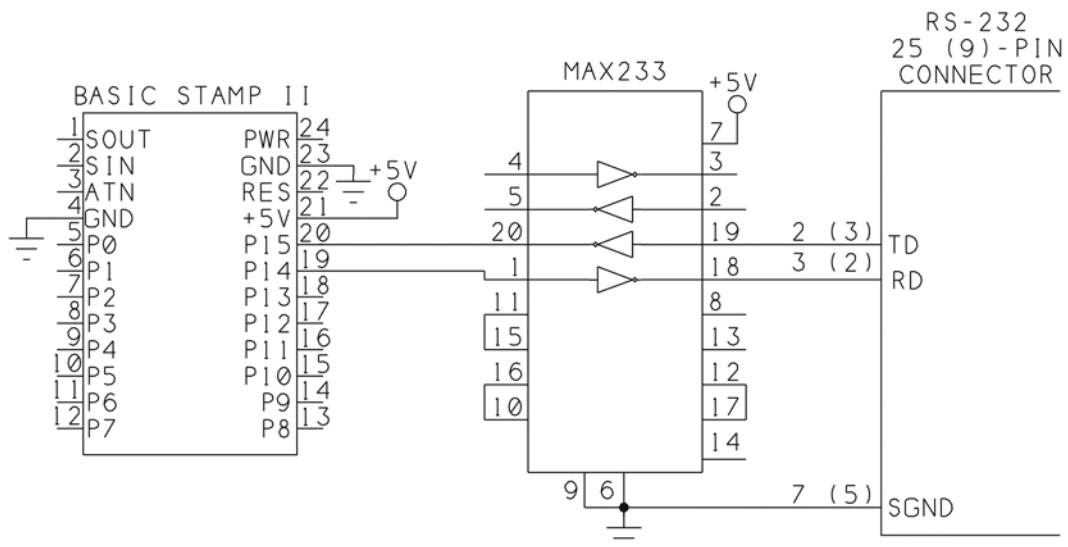 RS-232
25 (9)-PIN
CONNECTOR
MAX233
+5V
BASIC STAMP II
1 SOUT PWR 24
2 SIN GND 23
+5V
3 ATN RES 22
4 GND +5V 21
5 P0 P15 20
6 P1 P14 19
7 P2 P13 18
8 P3 P12 17
9 P4 P11 16
10 P5 P10 15
11 P6 P9 14
12 P7 P8 13
7
4 3
5 2
20 19
1 18
11 8
15 13
16 12
10 17
14
9 6
2 (3) TD
3 (2) RD
7 (5) SGND